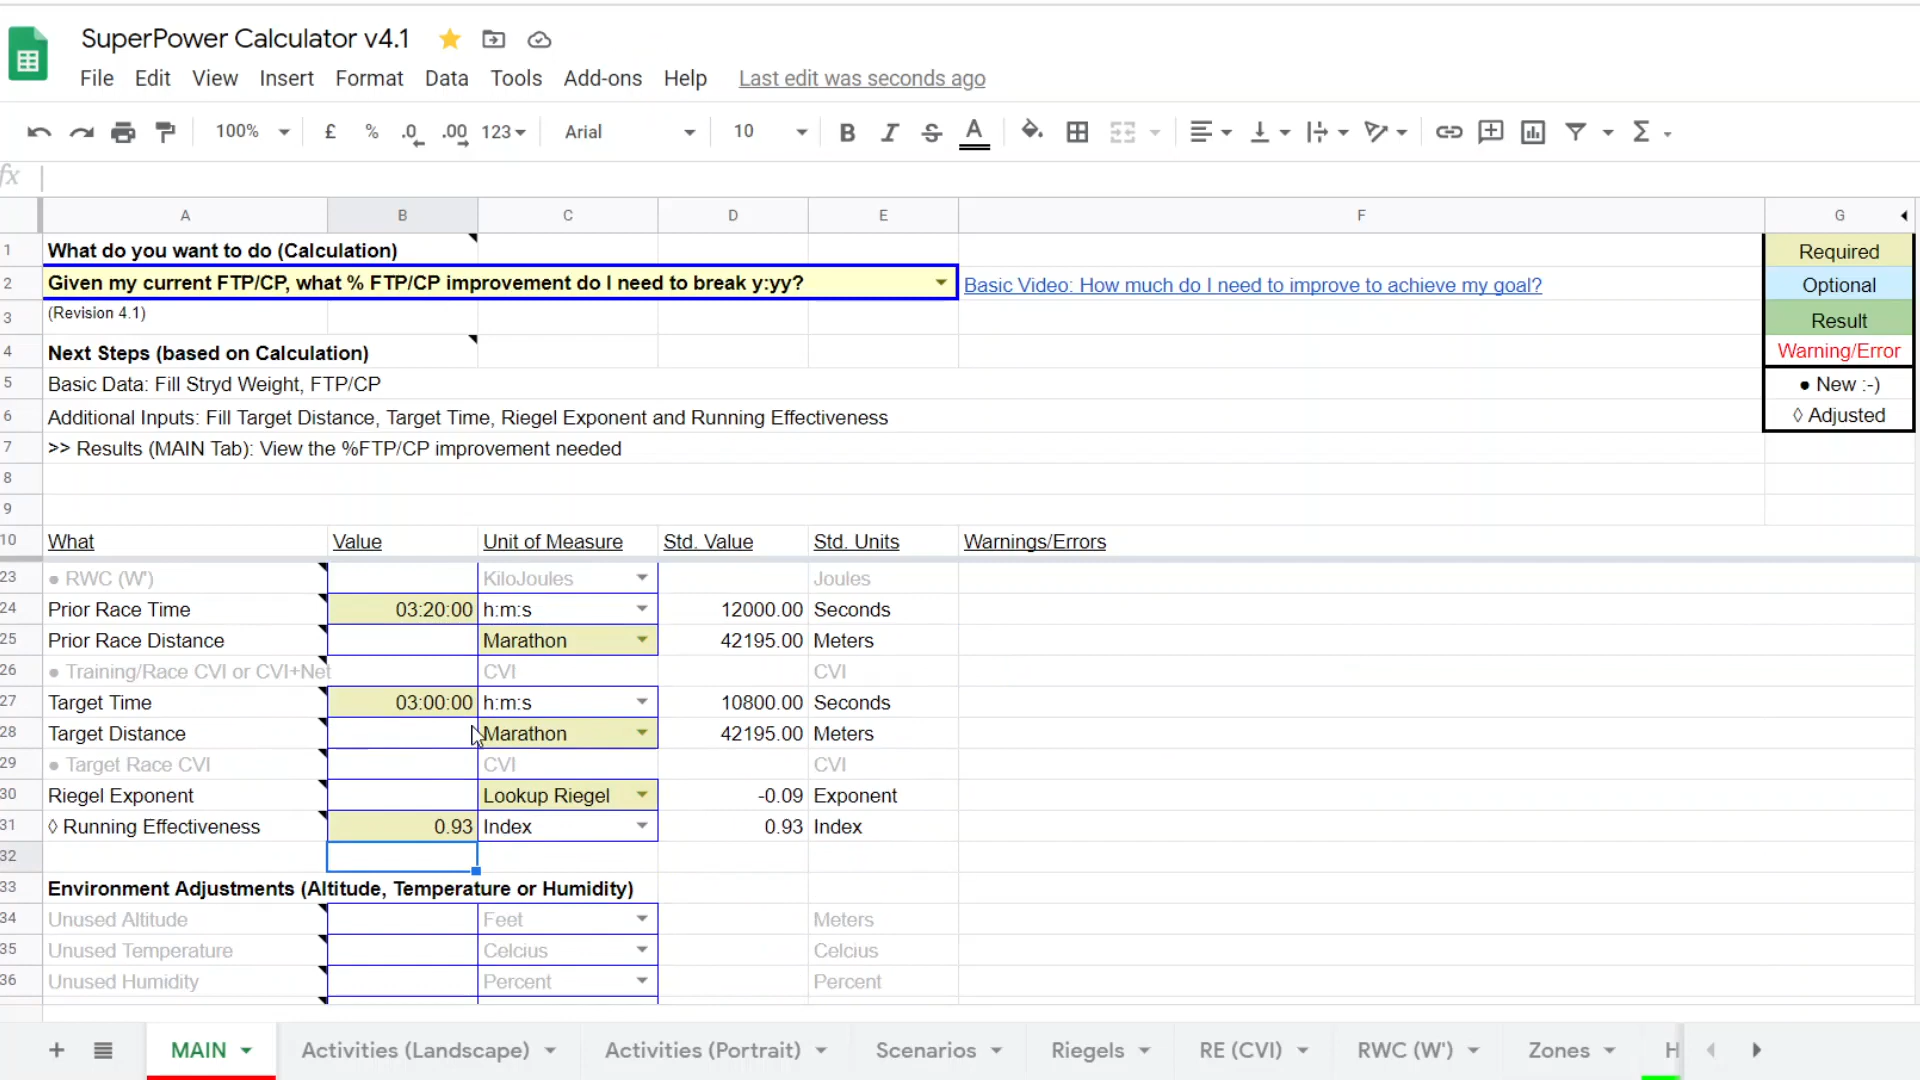 SuperPower Calculator v4.1
File Edit View Insert Format Data Tools Add-ons Help Last edit was seconds ago
100% £ % .0 .00 123 Arial 10 B I S A Σ
fx
A B C D E F G
1 What do you want to do (Calculation) Required
2 Given my current FTP/CP, what % FTP/CP improvement do I need to break y:yy? Basic Video: How much do I need to improve to achieve my goal? Optional
3 (Revision 4.1) Result
4 Next Steps (based on Calculation) Warning/Error
5 Basic Data: Fill Stryd Weight, FTP/CP ● New :-)
6 Additional Inputs: Fill Target Distance, Target Time, Riegel Exponent and Running Effectiveness ◊ Adjusted
7 >> Results (MAIN Tab): View the %FTP/CP improvement needed
8
9
10 What Value Unit of Measure Std. Value Std. Units Warnings/Errors
23 ● RWC (W') KiloJoules Joules
24 Prior Race Time 03:20:00 h:m:s 12000.00 Seconds
25 Prior Race Distance Marathon 42195.00 Meters
26 ● Training/Race CVI or CVI+Net CVI CVI
27 Target Time 03:00:00 h:m:s 10800.00 Seconds
28 Target Distance Marathon 42195.00 Meters
29 ● Target Race CVI CVI CVI
30 Riegel Exponent Lookup Riegel -0.09 Exponent
31 ◊ Running Effectiveness 0.93 Index 0.93 Index
32
33 Environment Adjustments (Altitude, Temperature or Humidity)
34 Unused Altitude Feet Meters
35 Unused Temperature Celcius Celcius
36 Unused Humidity Percent Percent
+ MAIN Activities (Landscape) Activities (Portrait) Scenarios Riegels RE (CVI) RWC (W') Zones H